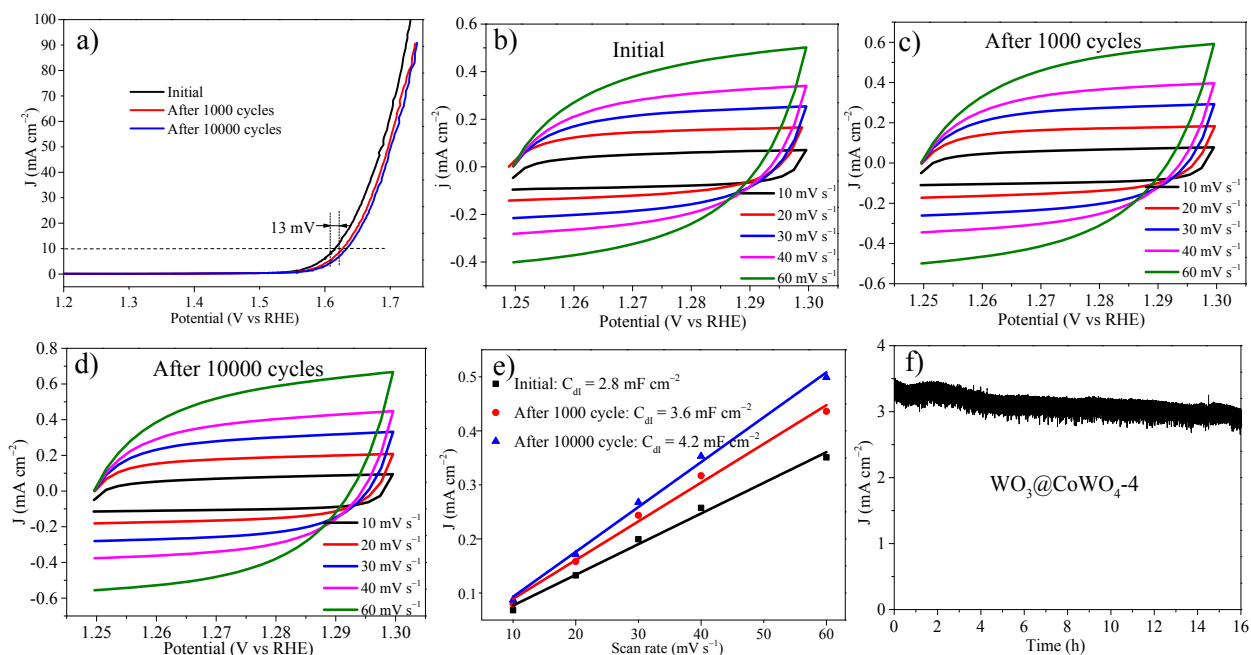 a)
100
90
80
70
60
50
40
30
20
10
0
J (mA cm⁻²)
Initial
After 1000 cycles
After 10000 cycles
13 mV
1.2 1.3 1.4 1.5 1.6 1.7
Potential (V vs RHE)
b)
Initial
0.6
0.4
0.2
0.0
-0.2
-0.4
j (mA cm⁻²)
10 mV s⁻¹
20 mV s⁻¹
30 mV s⁻¹
40 mV s⁻¹
60 mV s⁻¹
1.25 1.26 1.27 1.28 1.29 1.30
Potential (V vs RHE)
c)
After 1000 cycles
0.6
0.4
0.2
0.0
-0.2
-0.4
-0.6
J (mA cm⁻²)
10 mV s⁻¹
20 mV s⁻¹
30 mV s⁻¹
40 mV s⁻¹
60 mV s⁻¹
1.25 1.26 1.27 1.28 1.29 1.30
Potential (V vs RHE)
d)
After 10000 cycles
0.8
0.6
0.4
0.2
0.0
-0.2
-0.4
-0.6
J (mA cm⁻²)
10 mV s⁻¹
20 mV s⁻¹
30 mV s⁻¹
40 mV s⁻¹
60 mV s⁻¹
1.25 1.26 1.27 1.28 1.29 1.30
Potential (V vs RHE)
e)
Initial: C_dl = 2.8 mF cm⁻²
After 1000 cycle: C_dl = 3.6 mF cm⁻²
After 10000 cycle: C_dl = 4.2 mF cm⁻²
0.5
0.4
0.3
0.2
0.1
J (mA cm⁻²)
10 20 30 40 50 60
Scan rate (mV s⁻¹)
f)
4
3
2
1
0
J (mA cm⁻²)
WO₃@CoWO₄-4
0 2 4 6 8 10 12 14 16
Time (h)